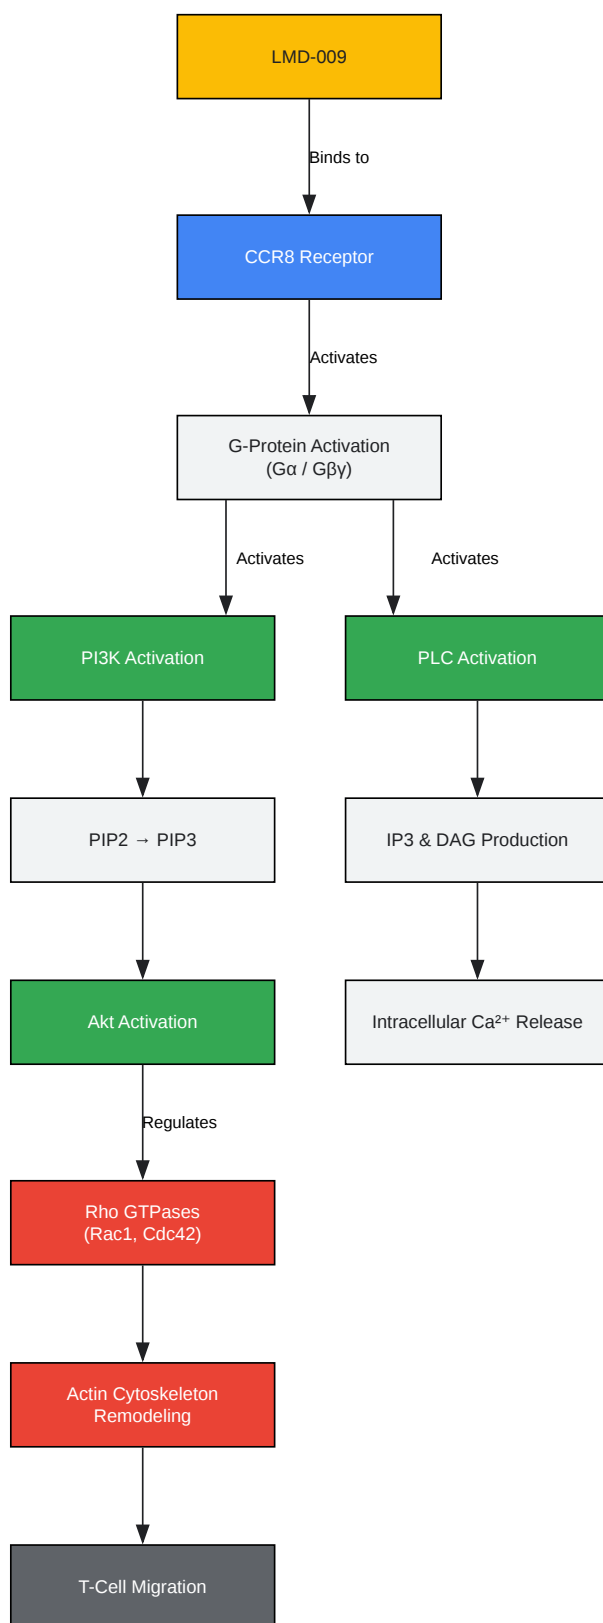 LMD-009
Binds to
CCR8 Receptor
Activates
G-Protein Activation
(Gα / Gβγ)
Activates
Activates
PI3K Activation
PLC Activation
PIP2 → PIP3
IP3 & DAG Production
Akt Activation
Intracellular Ca²⁺ Release
Regulates
Rho GTPases
(Rac1, Cdc42)
Actin Cytoskeleton
Remodeling
T-Cell Migration